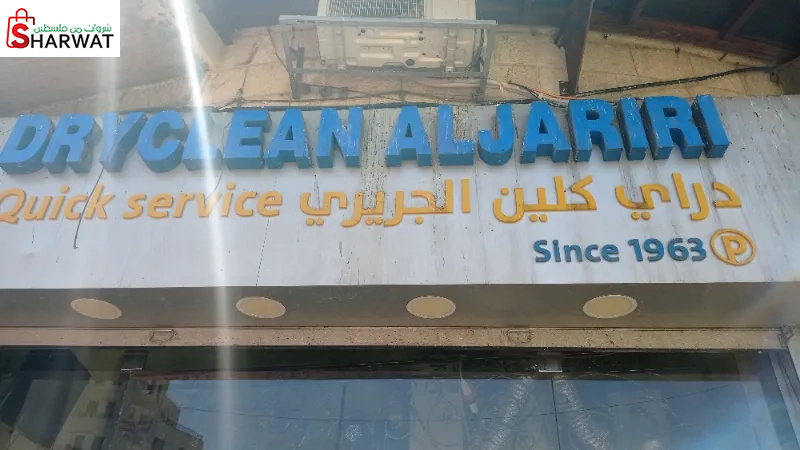 شروات من فلسطين
SHARWAT
DRYCLEAN ALJARIRI
Quick service دراي كلين الجريري
Since 1963 P